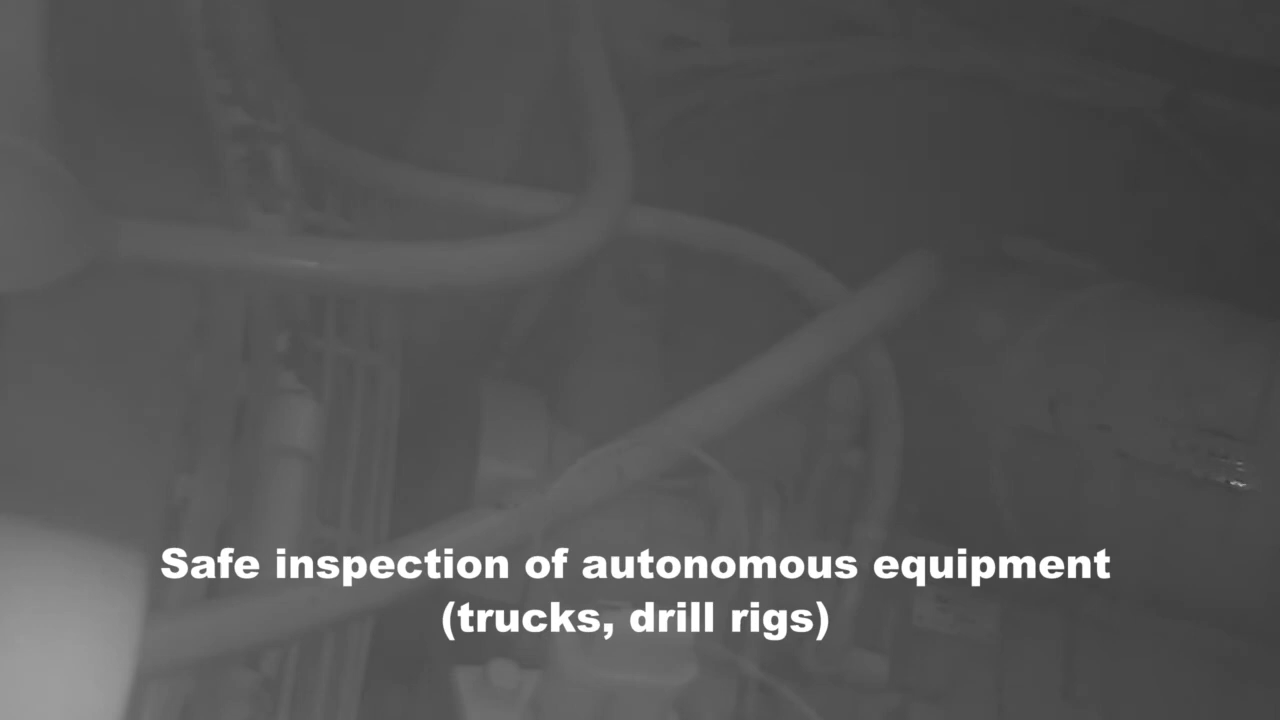 Safe inspection of autonomous equipment
(trucks, drill rigs)